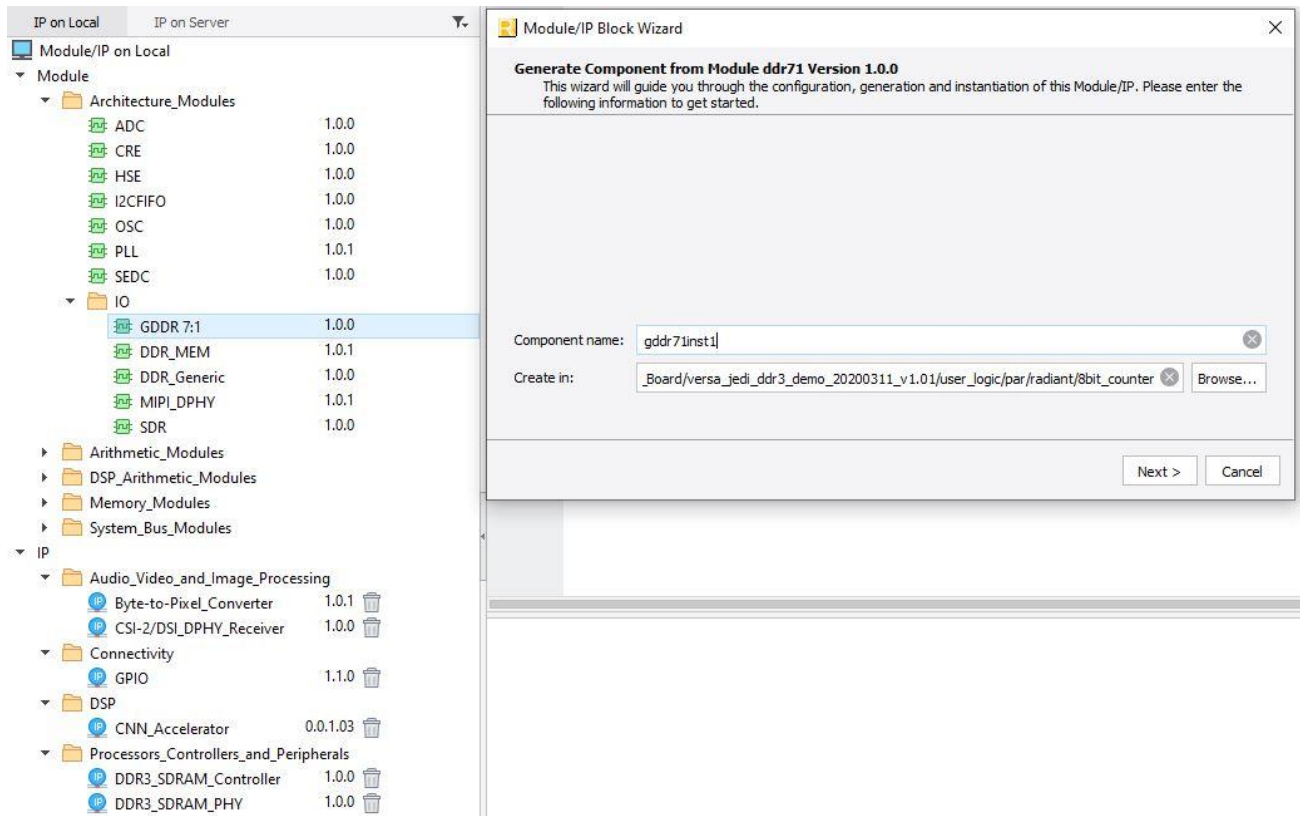 IP on Local IP on Server
Module/IP on Local
Module
Architecture_Modules
ADC 1.0.0
CRE 1.0.0
HSE 1.0.0
I2CFIFO 1.0.0
OSC 1.0.0
PLL 1.0.1
SEDC 1.0.0
IO
GDDR 7:1 1.0.0
DDR_MEM 1.0.1
DDR_Generic 1.0.0
MIPI_DPHY 1.0.1
SDR 1.0.0
Arithmetic_Modules
DSP_Arithmetic_Modules
Memory_Modules
System_Bus_Modules
IP
Audio_Video_and_Image_Processing
Byte-to-Pixel_Converter 1.0.1
CSI-2/DSI_DPHY_Receiver 1.0.0
Connectivity
GPIO 1.1.0
DSP
CNN_Accelerator 0.0.1.03
Processors_Controllers_and_Peripherals
DDR3_SDRAM_Controller 1.0.0
DDR3_SDRAM_PHY 1.0.0
Module/IP Block Wizard
Generate Component from Module ddr71 Version 1.0.0
This wizard will guide you through the configuration, generation and instantiation of this Module/IP. Please enter the
following information to get started.
Component name: gddr71inst1
Create in: _Board/versa_jedi_ddr3_demo_20200311_v1.01/user_logic/par/radiant/8bit_counter Browse...
Next > Cancel